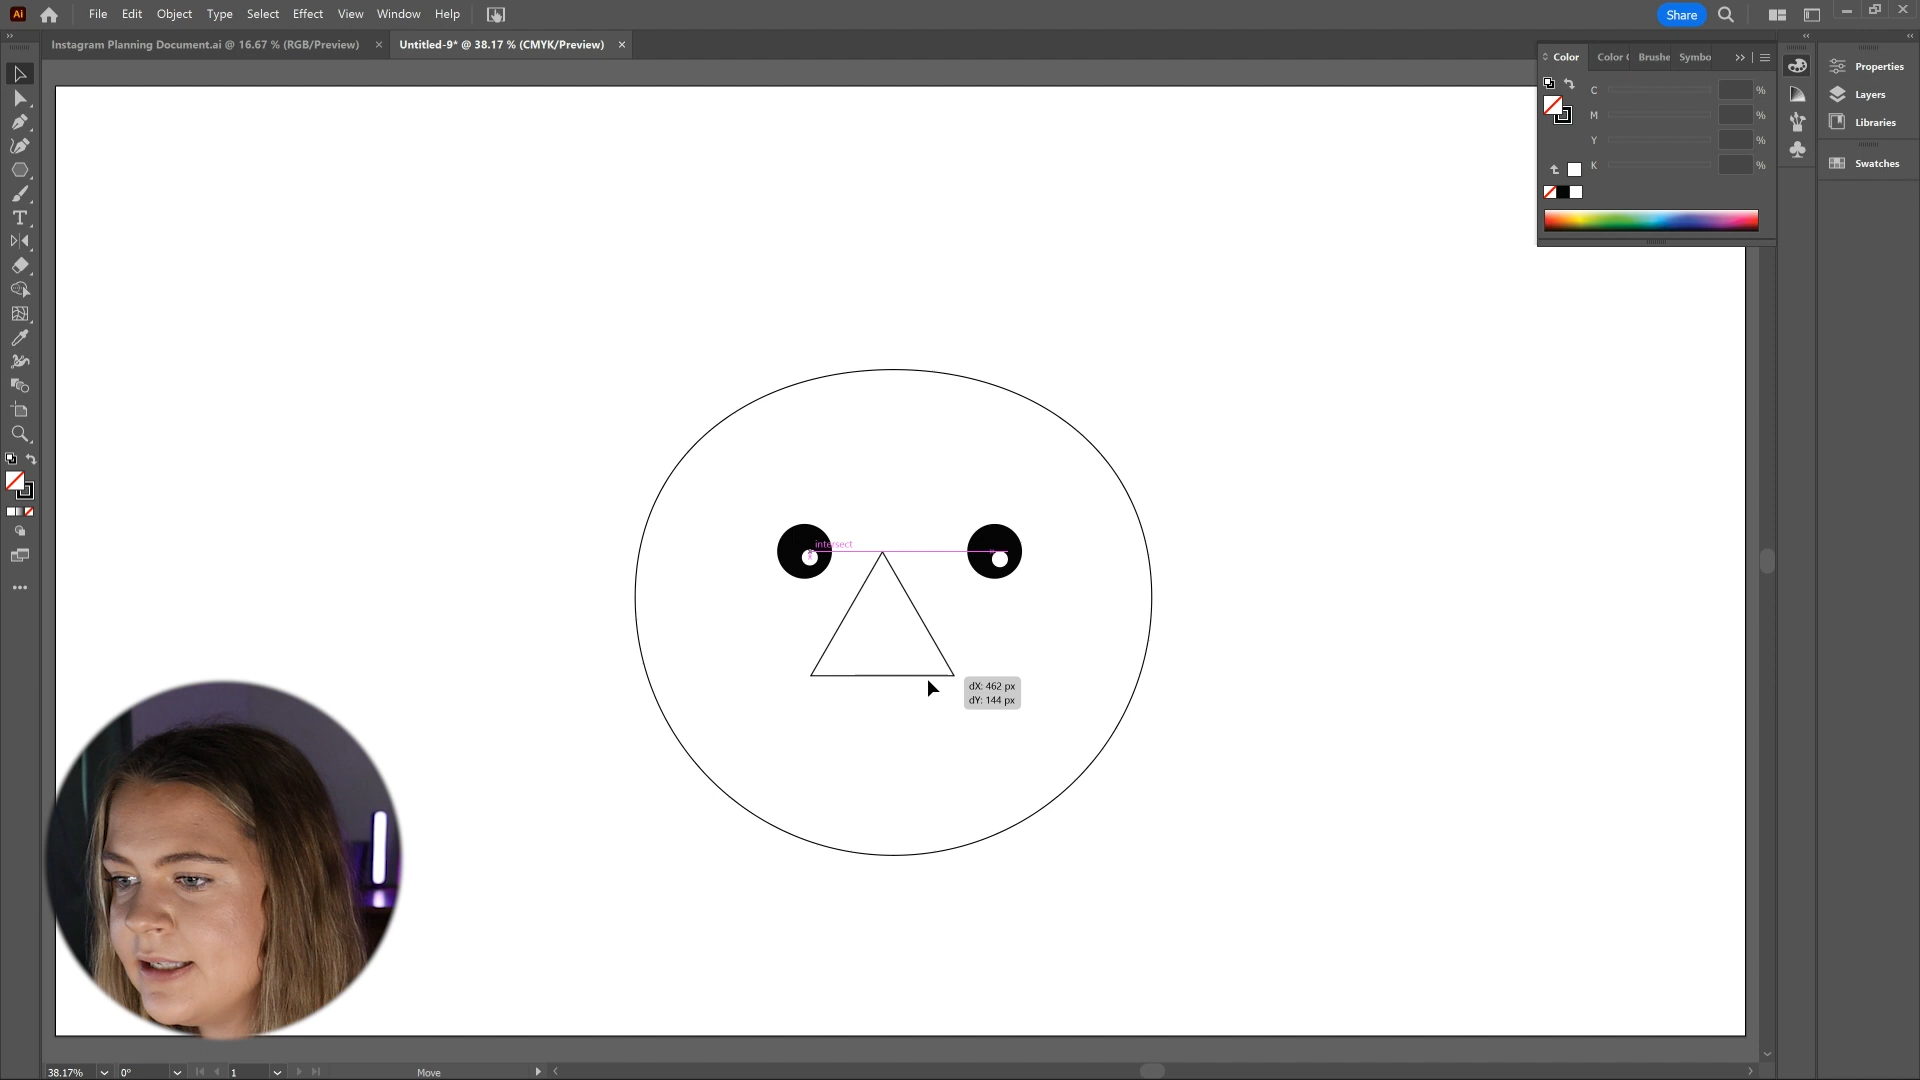 Ai File Edit Object Type Select Effect View Window Help Share
Instagram Planning Document.ai @ 16.67 % (RGB/Preview) × Untitled-9* @ 38.17 % (CMYK/Preview) ×
Color Color Brushe Symbo
C %
M %
Y %
K %
Properties
Layers
Libraries
Swatches
intersect
dX: 462 px
dY: 144 px
38.17% 0° 1 Move